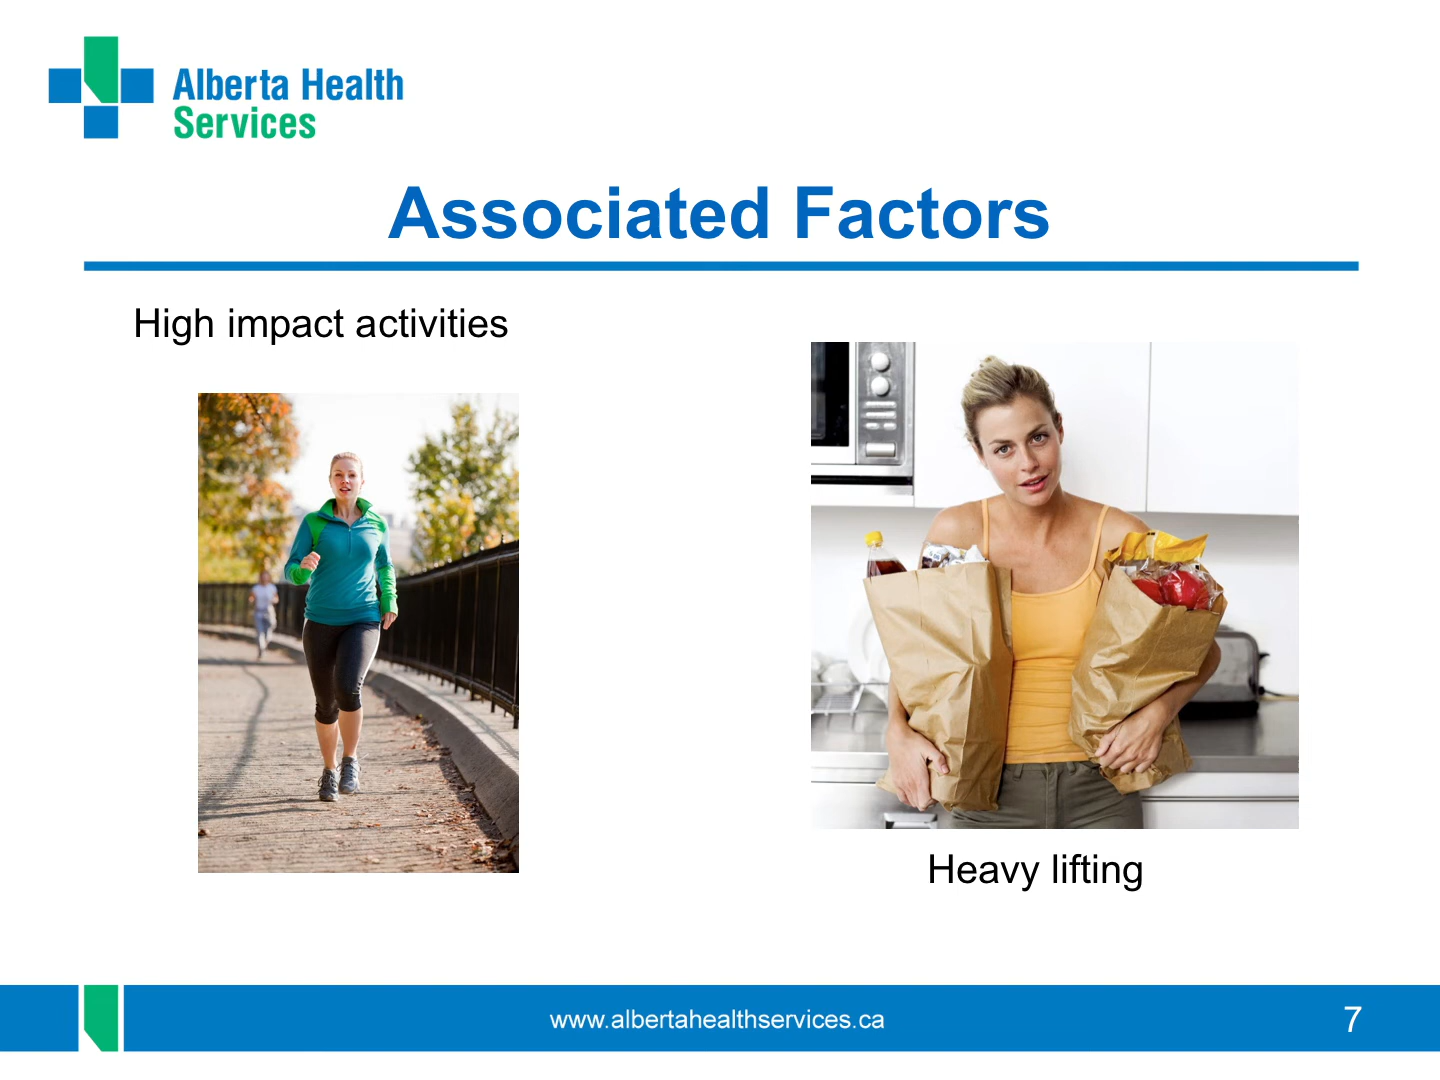 Alberta Health
Services
Associated Factors
High impact activities
Heavy lifting
www.albertahealthservices.ca
7